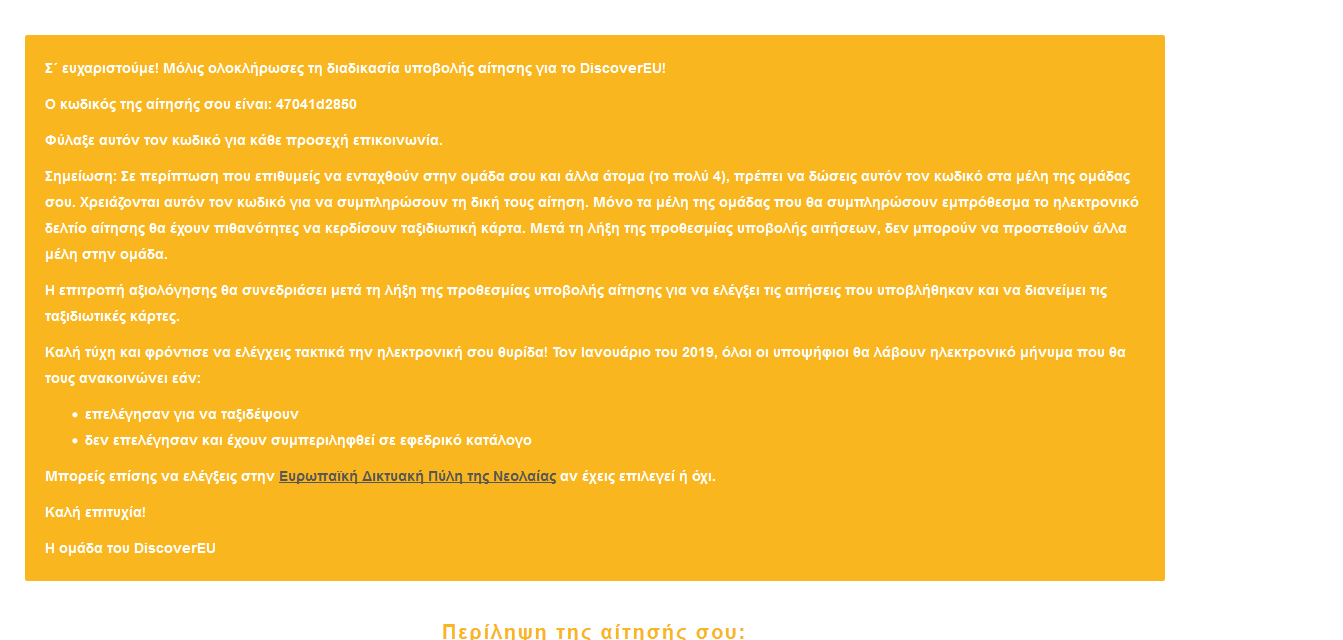 Σ΄ ευχαριστούμε! Μόλις ολοκλήρωσες τη διαδικασία υποβολής αίτησης για το DiscoverEU!
Ο κωδικός της αίτησής σου είναι: 47041d2850
Φύλαξε αυτόν τον κωδικό για κάθε προσεχή επικοινωνία.
Σημείωση: Σε περίπτωση που επιθυμείς να ενταχθούν στην ομάδα σου και άλλα άτομα (το πολύ 4), πρέπει να δώσεις αυτόν τον κωδικό στα μέλη της ομάδας
σου. Χρειάζονται αυτόν τον κωδικό για να συμπληρώσουν τη δική τους αίτηση. Μόνο τα μέλη της ομάδας που θα συμπληρώσουν εμπρόθεσμα το ηλεκτρονικό
δελτίο αίτησης θα έχουν πιθανότητες να κερδίσουν ταξιδιωτική κάρτα. Μετά τη λήξη της προθεσμίας υποβολής αιτήσεων, δεν μπορούν να προστεθούν άλλα
μέλη στην ομάδα.
Η επιτροπή αξιολόγησης θα συνεδριάσει μετά τη λήξη της προθεσμίας υποβολής αίτησης για να ελέγξει τις αιτήσεις που υποβλήθηκαν και να διανείμει τις
ταξιδιωτικές κάρτες.
Καλή τύχη και φρόντισε να ελέγχεις τακτικά την ηλεκτρονική σου θυρίδα! Τον Ιανουάριο του 2019, όλοι οι υποψήφιοι θα λάβουν ηλεκτρονικό μήνυμα που θα
τους ανακοινώνει εάν:
• επελέγησαν για να ταξιδέψουν
• δεν επελέγησαν και έχουν συμπεριληφθεί σε εφεδρικό κατάλογο
Μπορείς επίσης να ελέγξεις στην Ευρωπαϊκή Δικτυακή Πύλη της Νεολαίας αν έχεις επιλεγεί ή όχι.
Καλή επιτυχία!
Η ομάδα του DiscoverEU
Περίληψη της αίτησής σου: